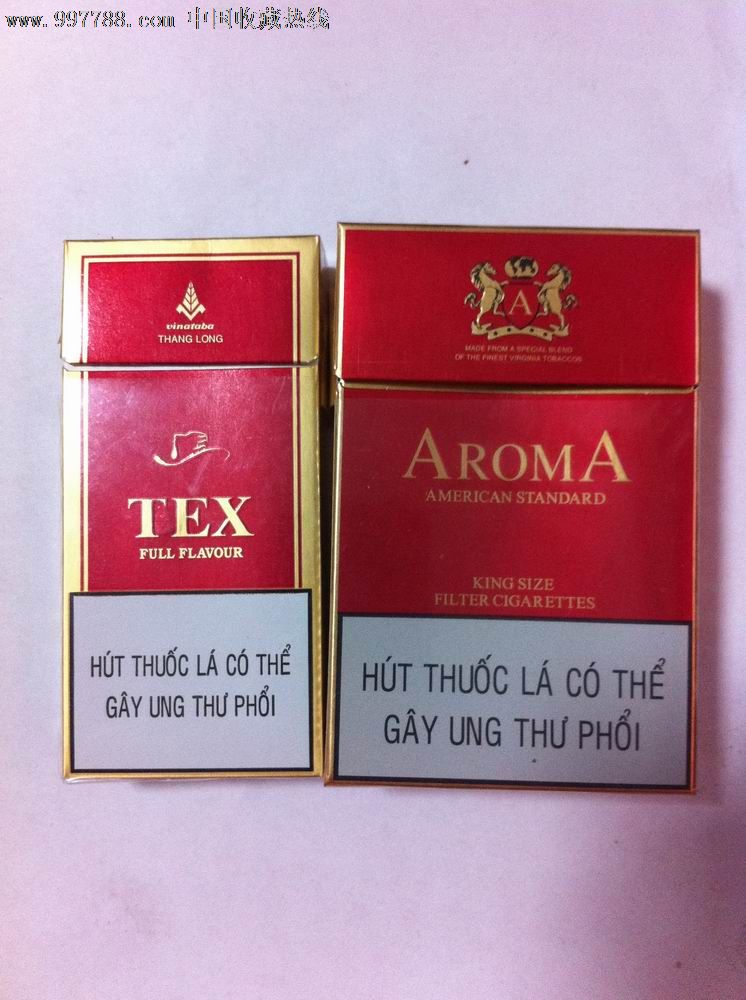 www.997788.com 中国收藏热线
vinataba
THANG LONG
TEX
FULL FLAVOUR
HÚT THUỐC LÁ CÓ THỂ
GÂY UNG THƯ PHỔI
A
MADE FROM A SPECIAL BLEND
OF THE FINEST VIRGINIA TOBACCOS
AROMA
AMERICAN STANDARD
KING SIZE
FILTER CIGARETTES
HÚT THUỐC LÁ CÓ THỂ
GÂY UNG THƯ PHỔI